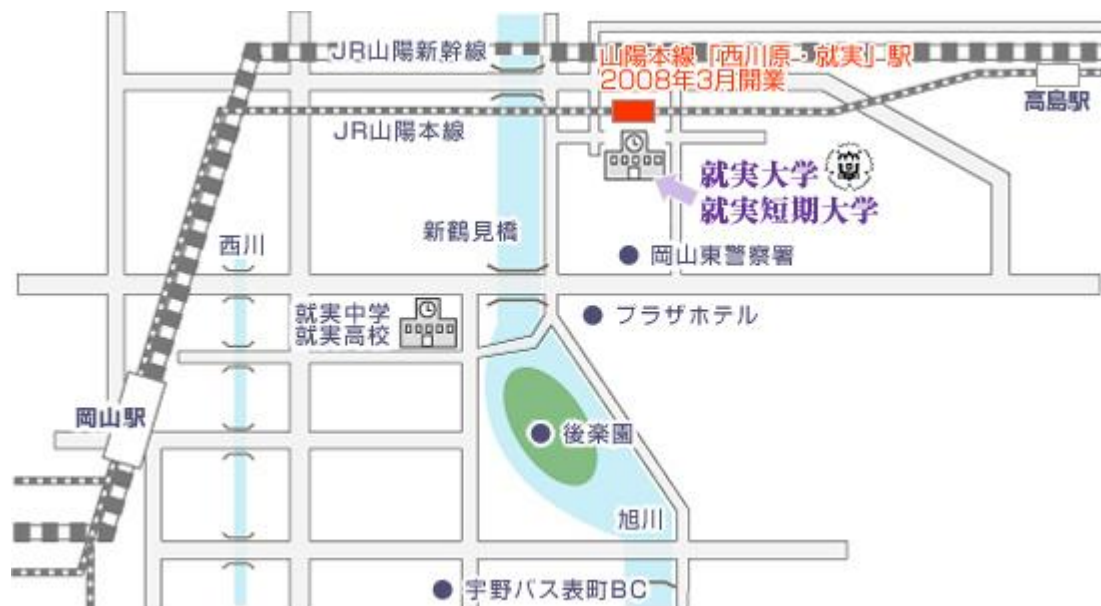 JR山陽新幹線
山陽本線「西川原・就実」駅
2008年3月開業
高島駅
JR山陽本線
就実大学
就実短期大学
新鶴見橋
西川
岡山東警察署
就実中学
就実高校
プラザホテル
岡山駅
後楽園
旭川
宇野バス表町BC